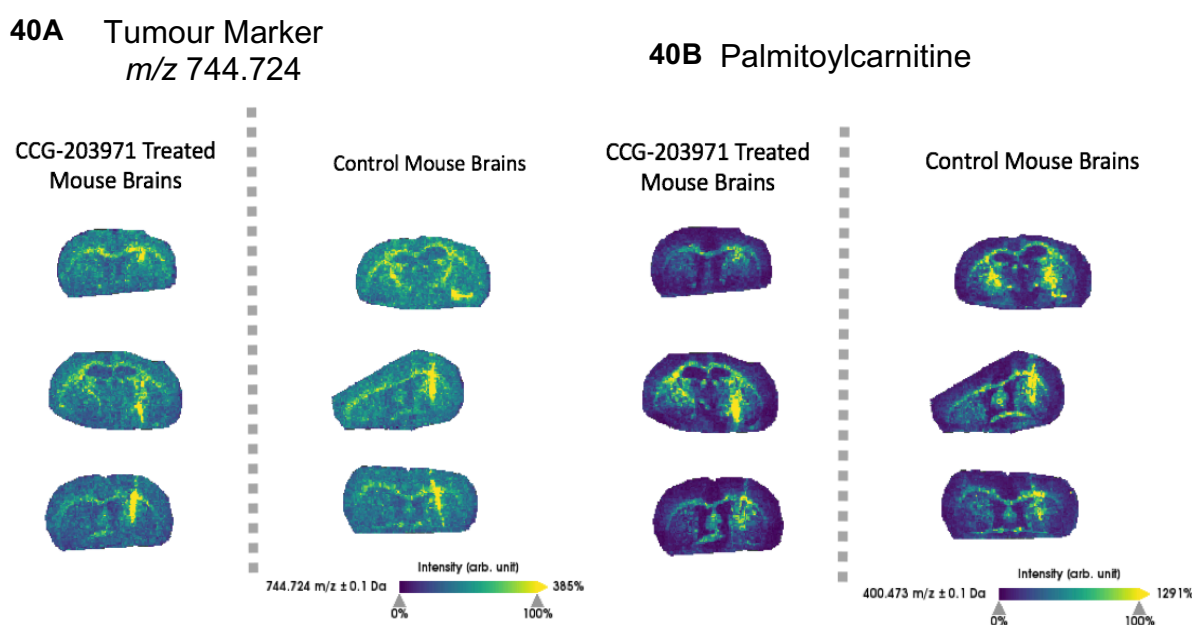 40A Tumour Marker
m/z 744.724
CCG-203971 Treated
Mouse Brains
Control Mouse Brains
744.724 m/z ± 0.1 Da
Intensity (arb. unit)
385%
0%
100%
40B Palmitoylcarnitine
CCG-203971 Treated
Mouse Brains
Control Mouse Brains
400.473 m/z ± 0.1 Da
Intensity (arb. unit)
1291%
0%
100%